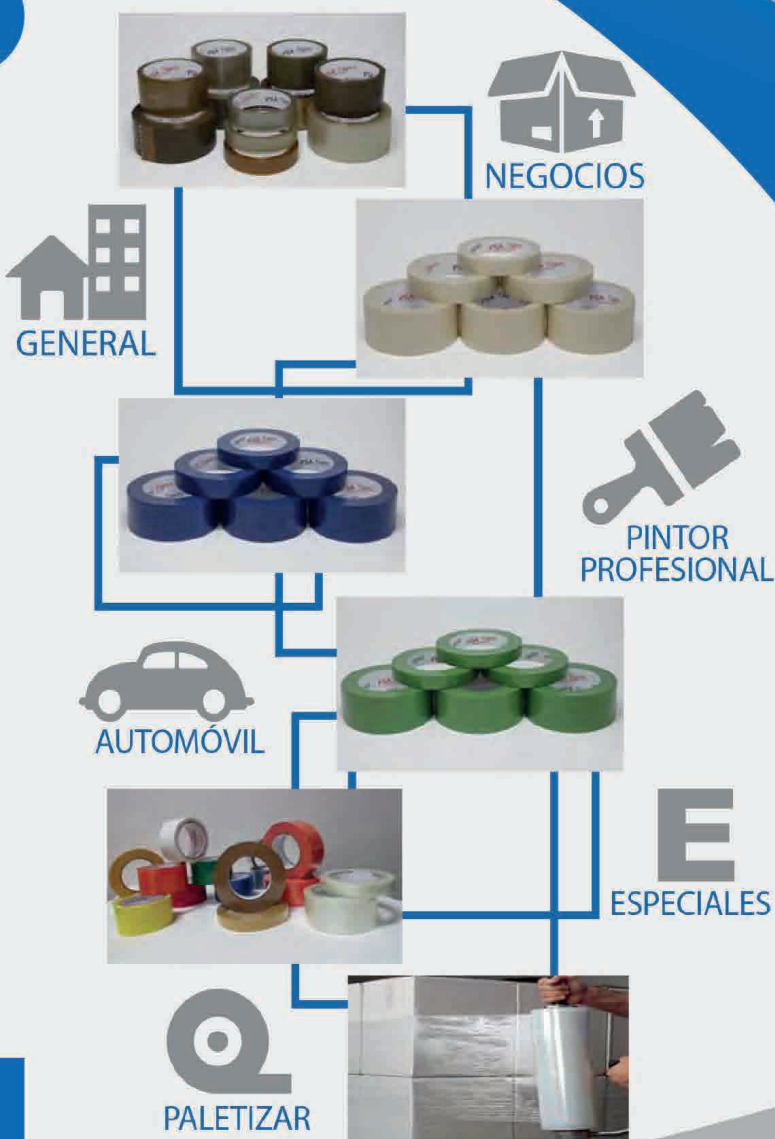 NEGOCIOS
GENERAL
PINTOR
PROFESIONAL
AUTOMÓVIL
E
ESPECIALES
PALETIZAR